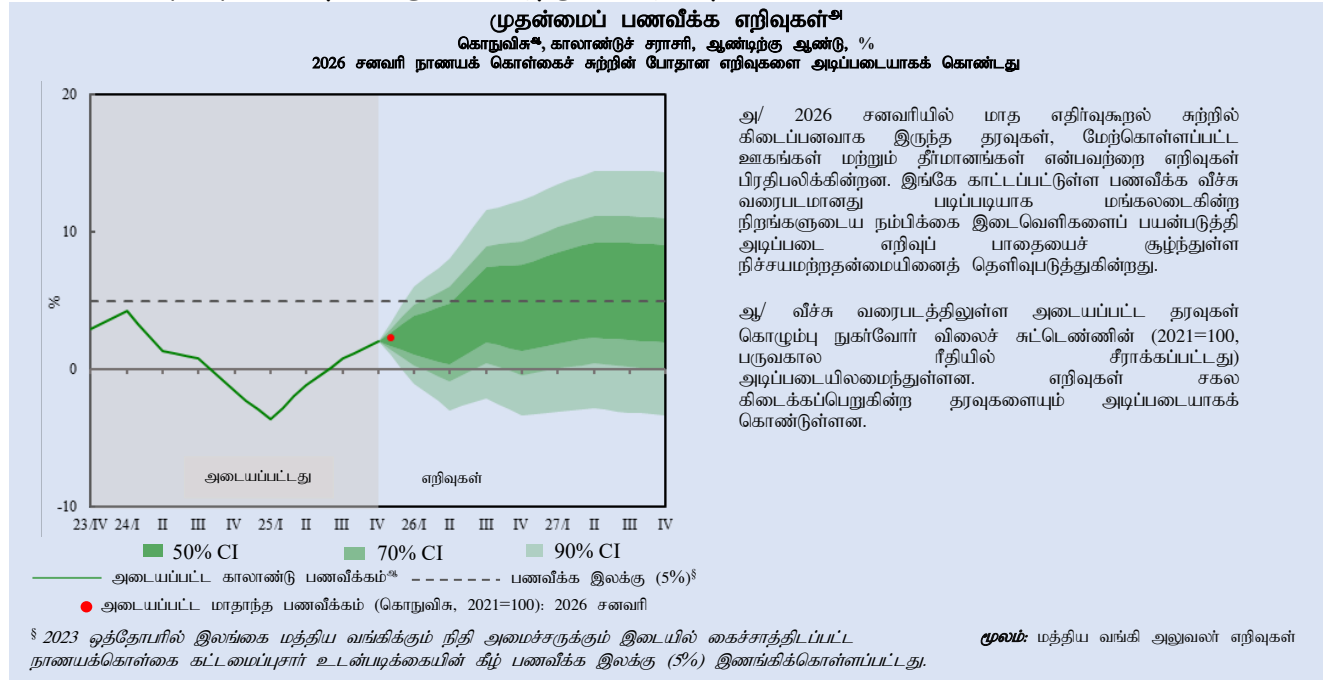 முதன்மைப் பணவீக்க எறிவுகள்அ
கொநுவிசுஆ, காலாண்டுச் சராசரி, ஆண்டிற்கு ஆண்டு, %
2026 சனவரி நாணயக் கொள்கைச் சுற்றின் போதான எறிவுகளை அடிப்படையாகக் கொண்டது
%
20
10
0
-10
அடையப்பட்டது
எறிவுகள்
23/IV 24/I II III IV 25/I II III IV 26/I II III IV 27/I II III IV
50% CI 70% CI 90% CI
அடையப்பட்ட காலாண்டு பணவீக்கம்ஆ பணவீக்க இலக்கு (5%)§
அடையப்பட்ட மாதாந்த பணவீக்கம் (கொநுவிசு, 2021=100): 2026 சனவரி
அ/ 2026 சனவரியில் மாத எதிர்வுகூறல் சுற்றில்
கிடைப்பனவாக இருந்த தரவுகள், மேற்கொள்ளப்பட்ட
ஊகங்கள் மற்றும் தீர்மானங்கள் என்பவற்றை எறிவுகள்
பிரதிபலிக்கின்றன. இங்கே காட்டப்பட்டுள்ள பணவீக்க வீச்சு
வரைபடமானது படிப்படியாக மங்கலடைகின்ற
நிறங்களுடைய நம்பிக்கை இடைவெளிகளைப் பயன்படுத்தி
அடிப்படை எறிவுப் பாதையைச் சூழ்ந்துள்ள
நிச்சயமற்றதன்மையினைத் தெளிவுபடுத்துகின்றது.
ஆ/ வீச்சு வரைபடத்திலுள்ள அடையப்பட்ட தரவுகள்
கொழும்பு நுகர்வோர் விலைச் சுட்டெண்ணின் (2021=100,
பருவகால ரீதியில் சீராக்கப்பட்டது)
அடிப்படையிலமைந்துள்ளன. எறிவுகள் சகல
கிடைக்கப்பெறுகின்ற தரவுகளையும் அடிப்படையாகக்
கொண்டுள்ளன.
§ 2023 ஒத்தோபரில் இலங்கை மத்திய வங்கிக்கும் நிதி அமைச்சருக்கும் இடையில் கைச்சாத்திடப்பட்ட
நாணயக்கொள்கை கட்டமைப்புசார் உடன்படிக்கையின் கீழ் பணவீக்க இலக்கு (5%) இணங்கிக்கொள்ளப்பட்டது.
மூலம்: மத்திய வங்கி அலுவலர் எறிவுகள்